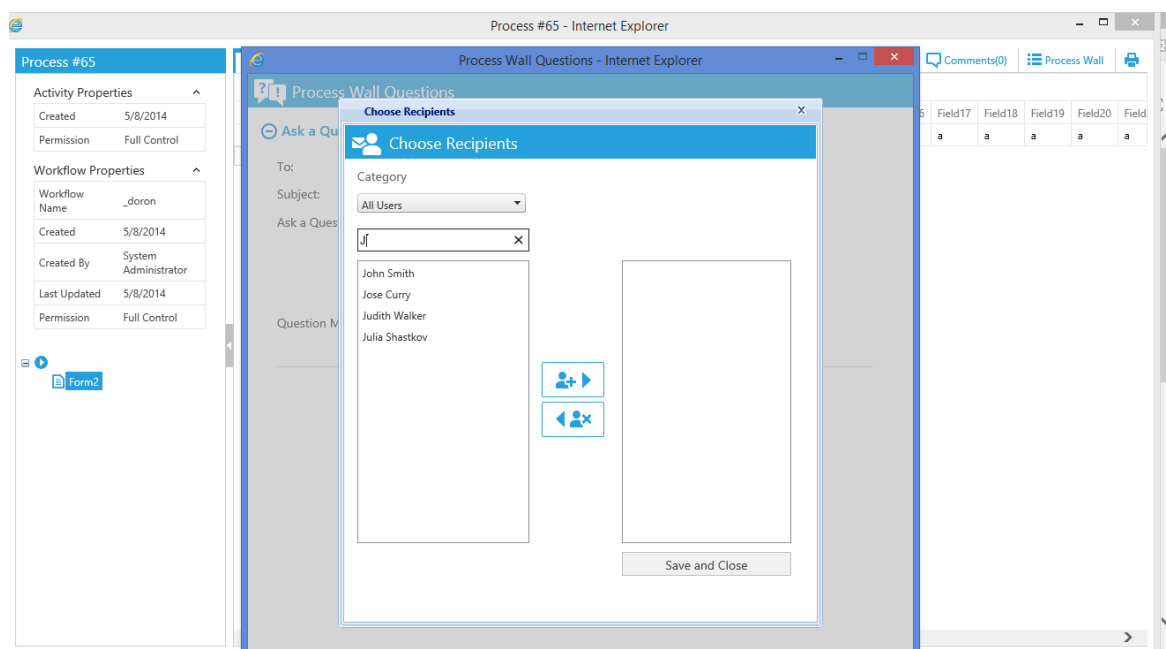 Process #65 - Internet Explorer
Process #65
Activity Properties
Created 5/8/2014
Permission Full Control
Workflow Properties
Workflow Name _doron
Created 5/8/2014
Created By System Administrator
Last Updated 5/8/2014
Permission Full Control
Form2
Process Wall Questions - Internet Explorer
Process Wall Questions
Ask a Qu
To:
Subject:
Ask a Ques
Question M
Choose Recipients
Choose Recipients
Category
All Users
J
John Smith
Jose Curry
Judith Walker
Julia Shastkov
Save and Close
Comments(0) Process Wall
6 Field17 Field18 Field19 Field20 Field
a a a a a